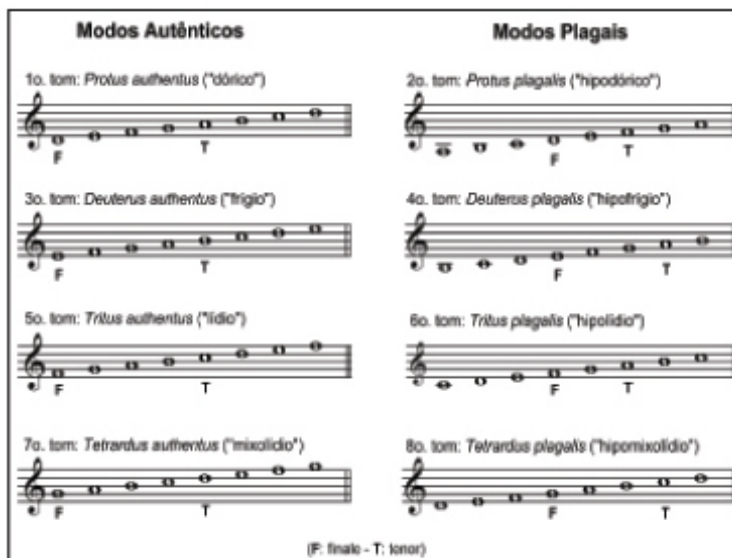 Modos Autênticos
Modos Plagais
1o. tom: Protus authentus ("dórico")
2o. tom: Protus plagalis ("hipodórico")
F T
F T
3o. tom: Deuterus authentus ("frígio")
4o. tom: Deuterus plagalis ("hipofrígio")
F T
F T
5o. tom: Tritus authentus ("lídio")
6o. tom: Tritus plagalis ("hipolídio")
F T
F T
7o. tom: Tetrardus authentus ("mixolídio")
8o. tom: Tetrardus plagalis ("hipomixolídio")
F T
F T
(F: finale - T: tenor)